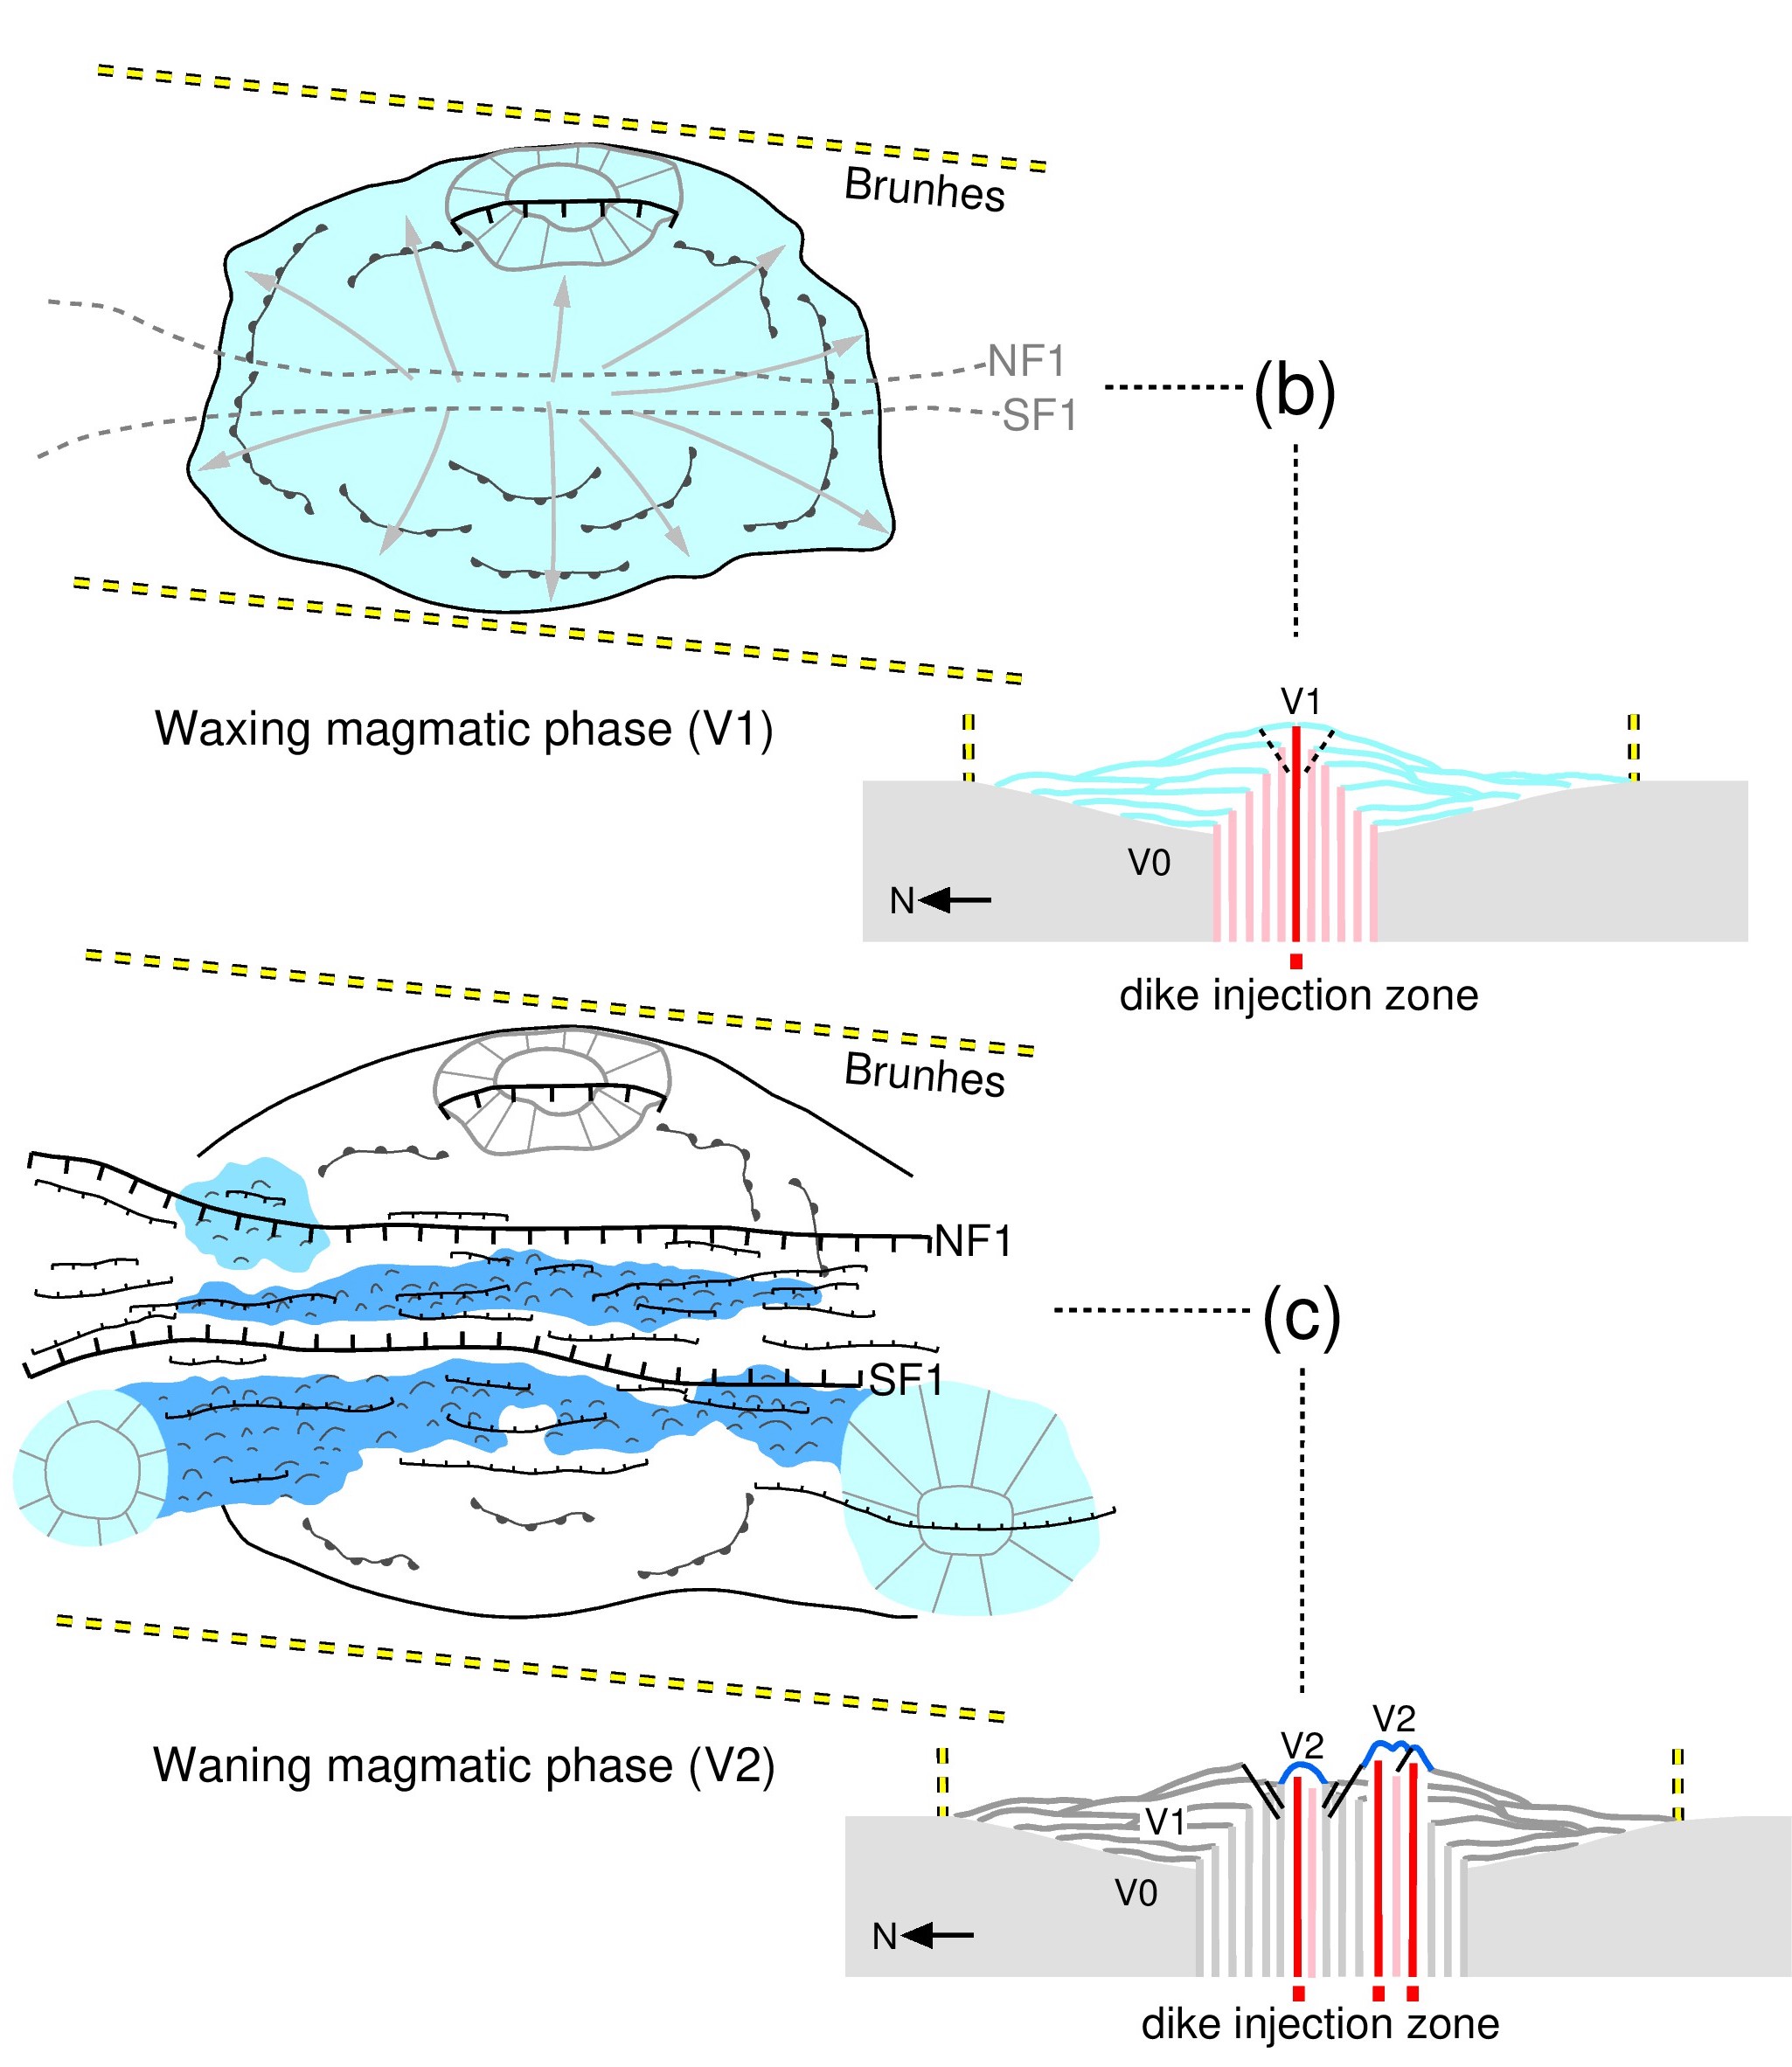 Brunhes
NF1
SF1
(b)
Waxing magmatic phase (V1)
V1
V0
N
dike injection zone
Brunhes
NF1
(c)
SF1
Waning magmatic phase (V2)
V2
V2
V1
V0
N
dike injection zone